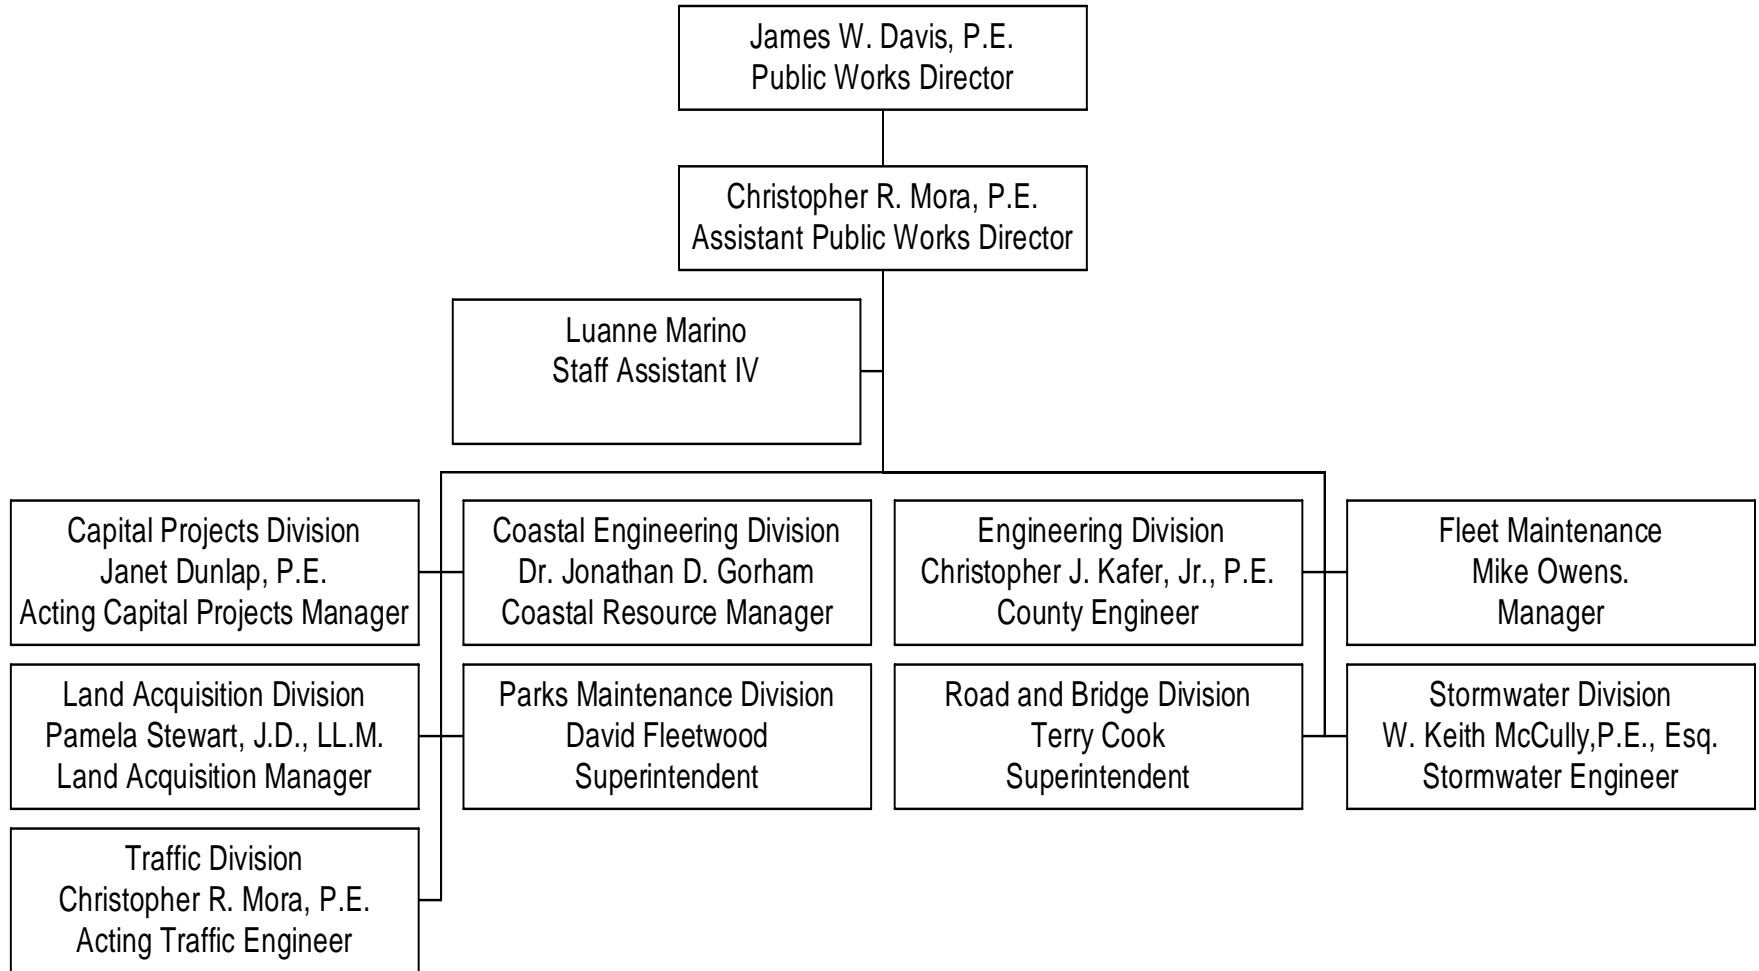 James W. Davis, P.E.
Public Works Director
Christopher R. Mora, P.E.
Assistant Public Works Director
Luanne Marino
Staff Assistant IV
Capital Projects Division
Janet Dunlap, P.E.
Acting Capital Projects Manager
Coastal Engineering Division
Dr. Jonathan D. Gorham
Coastal Resource Manager
Engineering Division
Christopher J. Kafer, Jr., P.E.
County Engineer
Fleet Maintenance
Mike Owens.
Manager
Land Acquisition Division
Pamela Stewart, J.D., LL.M.
Land Acquisition Manager
Parks Maintenance Division
David Fleetwood
Superintendent
Road and Bridge Division
Terry Cook
Superintendent
Stormwater Division
W. Keith McCully,P.E., Esq.
Stormwater Engineer
Traffic Division
Christopher R. Mora, P.E.
Acting Traffic Engineer